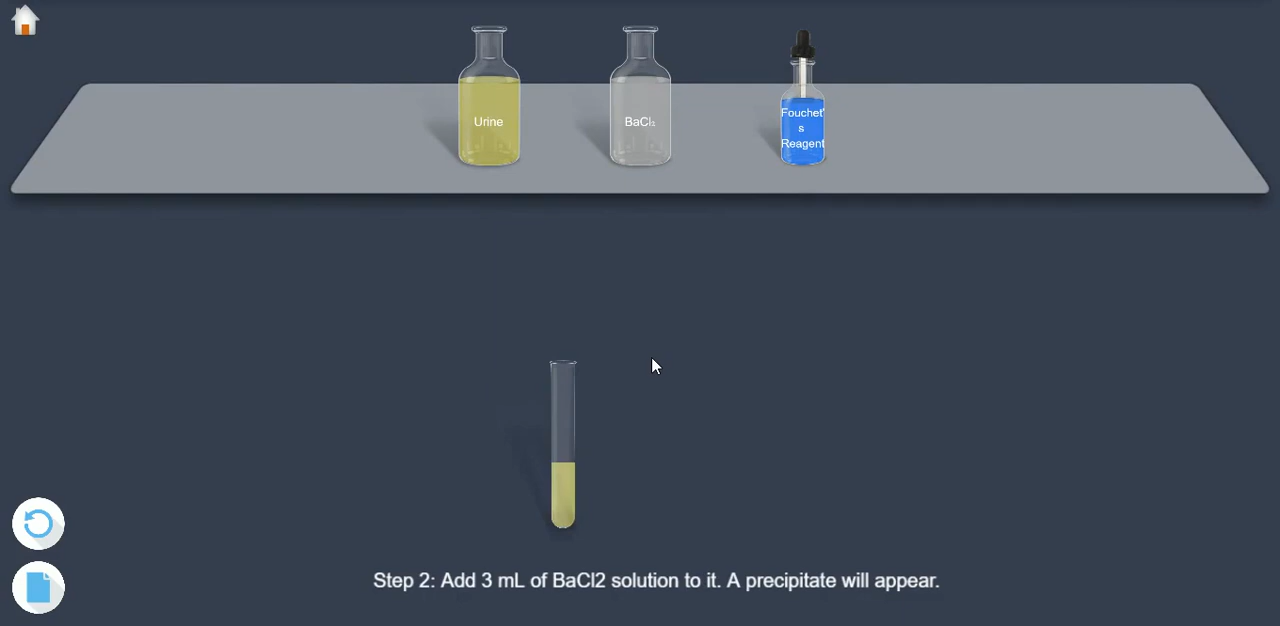 Urine
BaCl₂
Fouchet'
s
Reagent
Step 2: Add 3 mL of BaCl2 solution to it. A precipitate will appear.